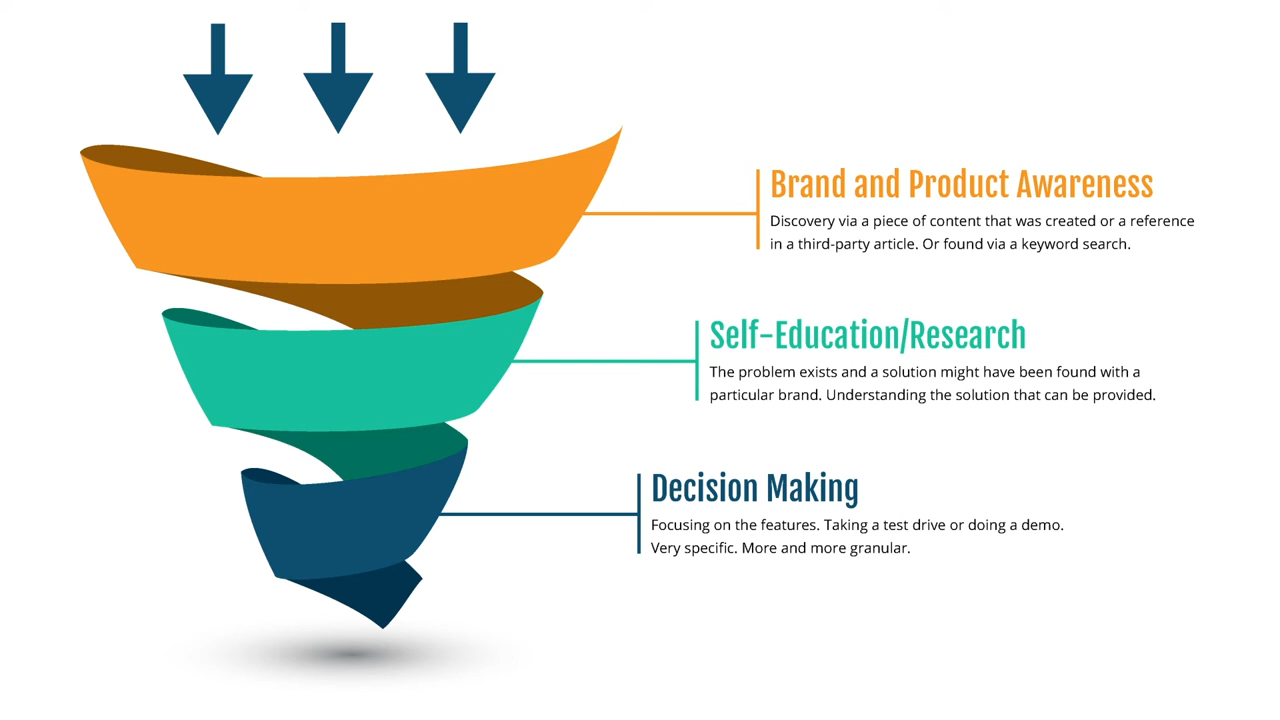 Brand and Product Awareness
Discovery via a piece of content that was created or a reference
in a third-party article. Or found via a keyword search.
Self-Education/Research
The problem exists and a solution might have been found with a
particular brand. Understanding the solution that can be provided.
Decision Making
Focusing on the features. Taking a test drive or doing a demo.
Very specific. More and more granular.